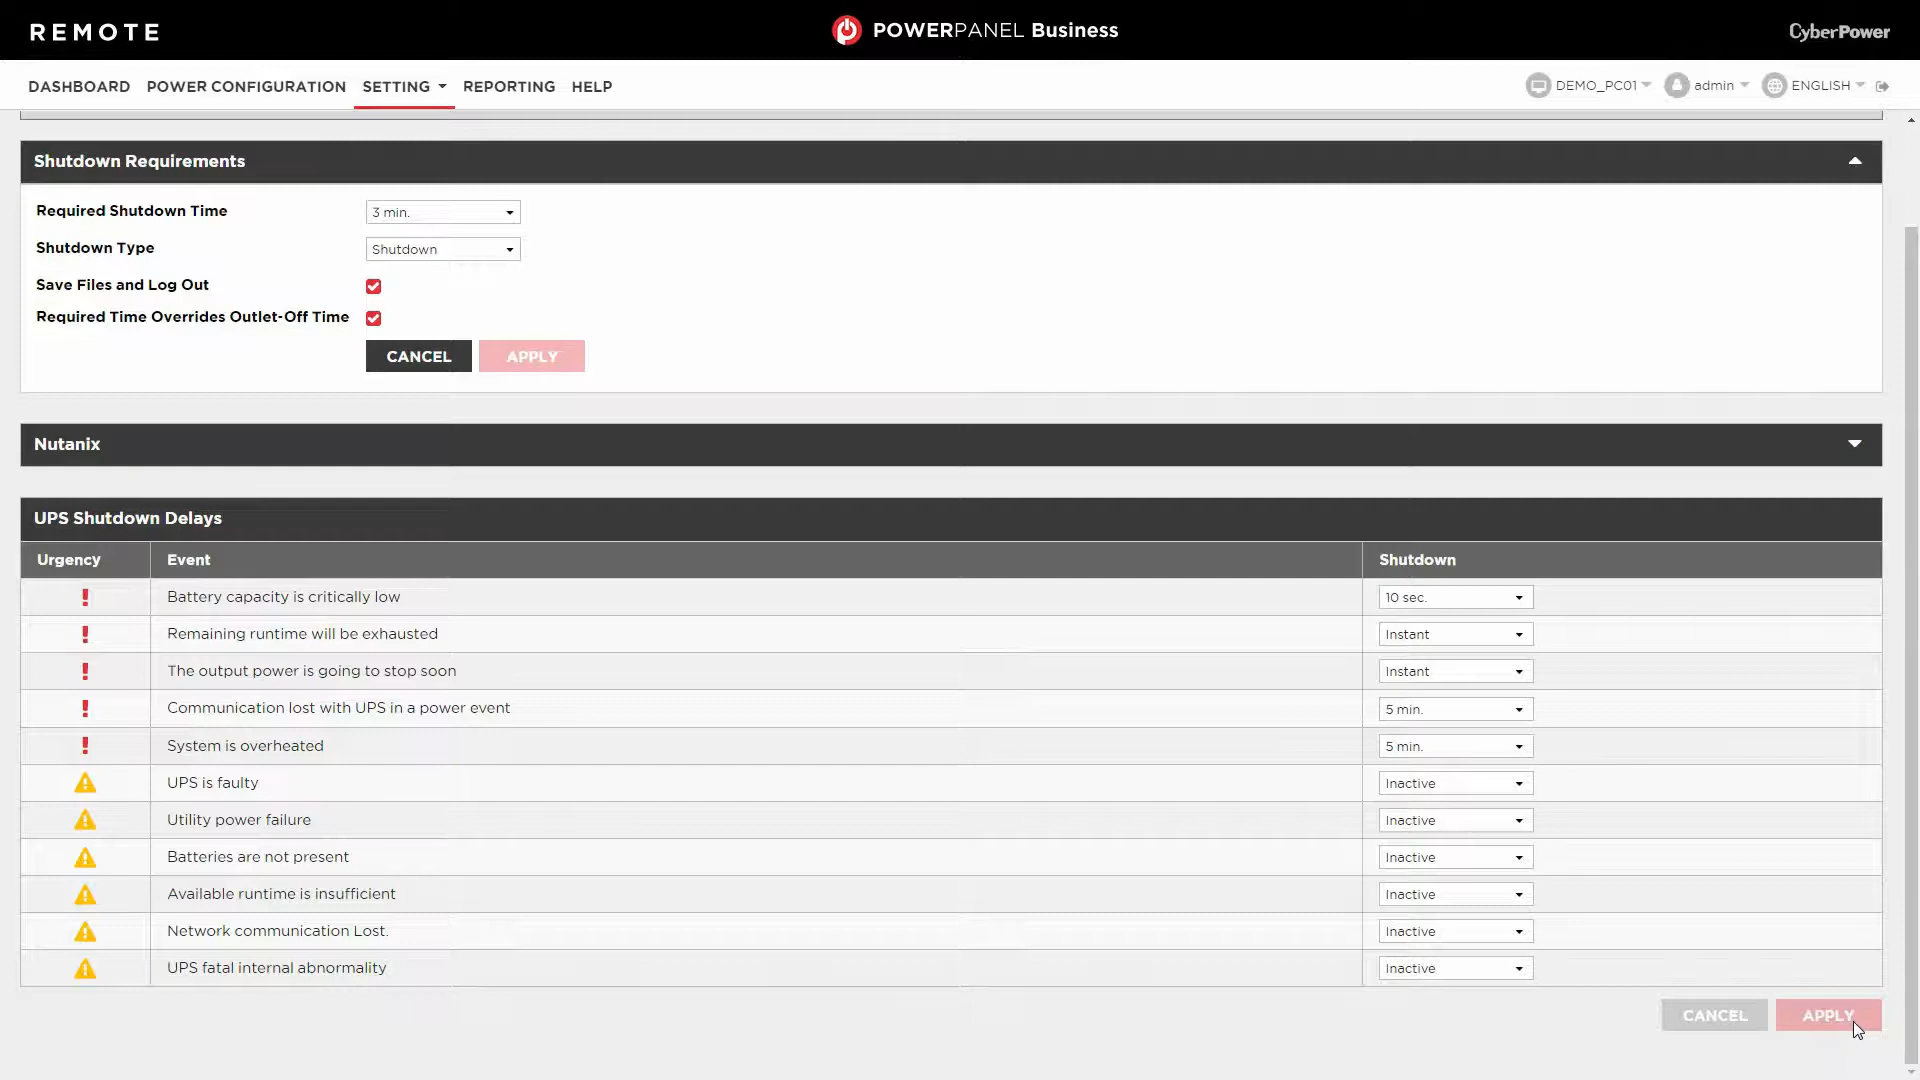 REMOTE
POWERPANEL Business
CyberPower
DASHBOARD POWER CONFIGURATION SETTING REPORTING HELP
DEMO_PC01 admin ENGLISH
Shutdown Requirements
Required Shutdown Time 3 min.
Shutdown Type Shutdown
Save Files and Log Out
Required Time Overrides Outlet-Off Time
CANCEL APPLY
Nutanix
UPS Shutdown Delays
Urgency Event Shutdown
Battery capacity is critically low 10 sec.
Remaining runtime will be exhausted Instant
The output power is going to stop soon Instant
Communication lost with UPS in a power event 5 min.
System is overheated 5 min.
UPS is faulty Inactive
Utility power failure Inactive
Batteries are not present Inactive
Available runtime is insufficient Inactive
Network communication Lost. Inactive
UPS fatal internal abnormality Inactive
CANCEL APPLY